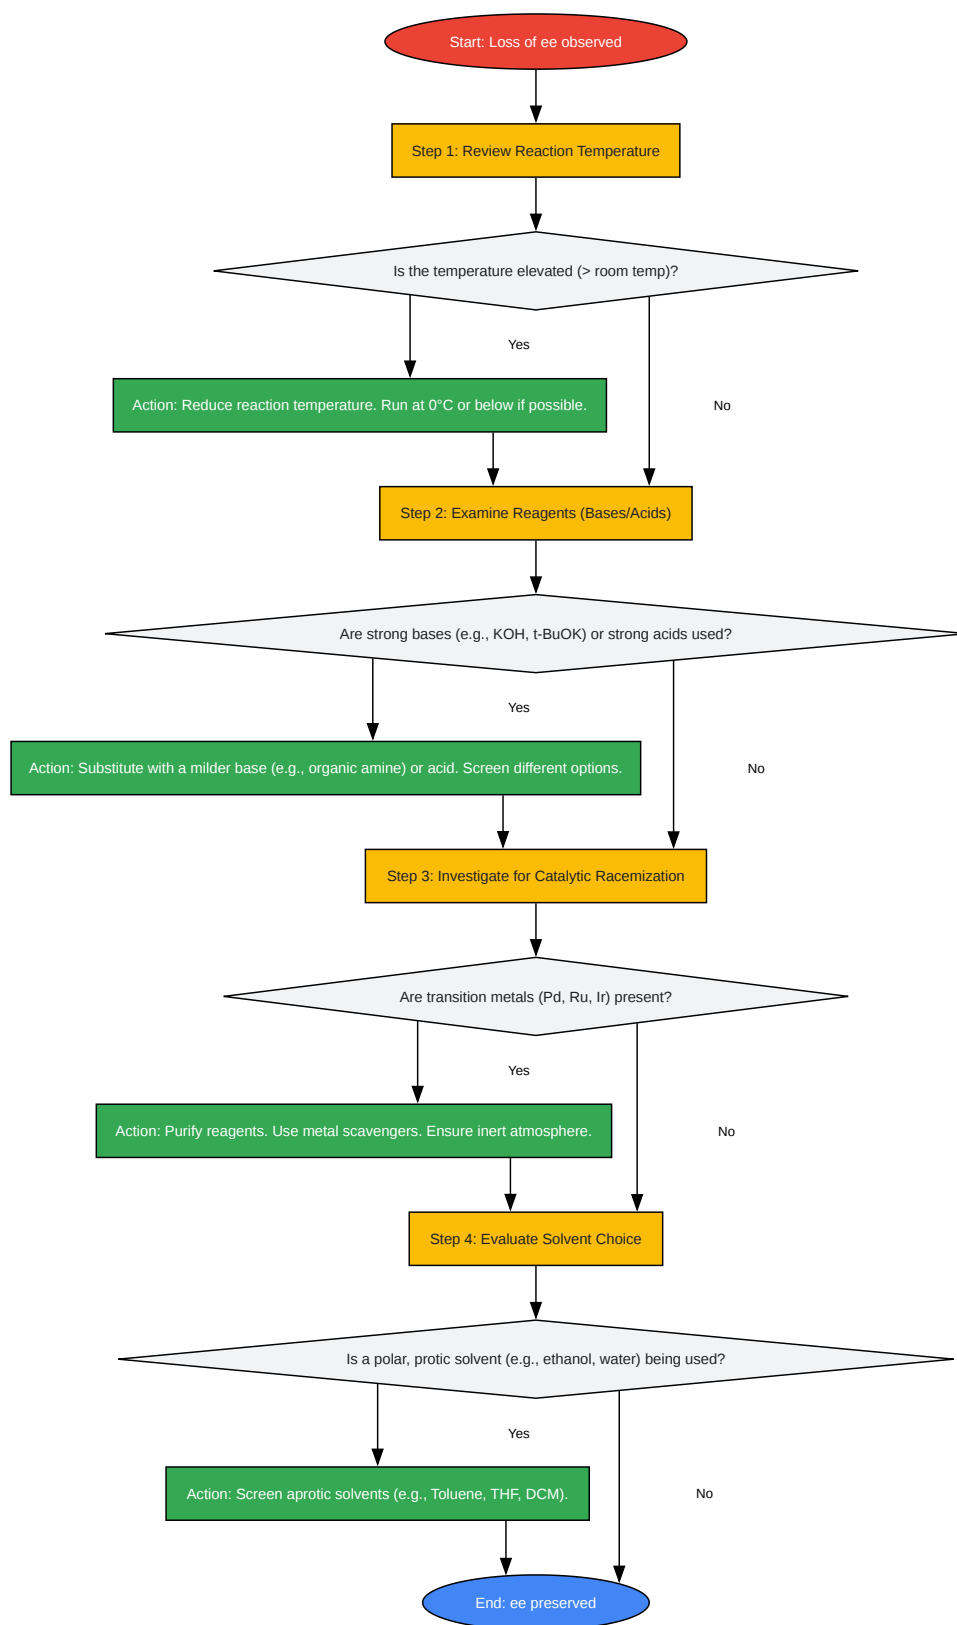 Start: Loss of ee observed
Step 1: Review Reaction Temperature
Is the temperature elevated (> room temp)?
Yes
Action: Reduce reaction temperature. Run at 0°C or below if possible.
No
Step 2: Examine Reagents (Bases/Acids)
Are strong bases (e.g., KOH, t-BuOK) or strong acids used?
Yes
Action: Substitute with a milder base (e.g., organic amine) or acid. Screen different options.
No
Step 3: Investigate for Catalytic Racemization
Are transition metals (Pd, Ru, Ir) present?
Yes
Action: Purify reagents. Use metal scavengers. Ensure inert atmosphere.
No
Step 4: Evaluate Solvent Choice
Is a polar, protic solvent (e.g., ethanol, water) being used?
Yes
Action: Screen aprotic solvents (e.g., Toluene, THF, DCM).
No
End: ee preserved